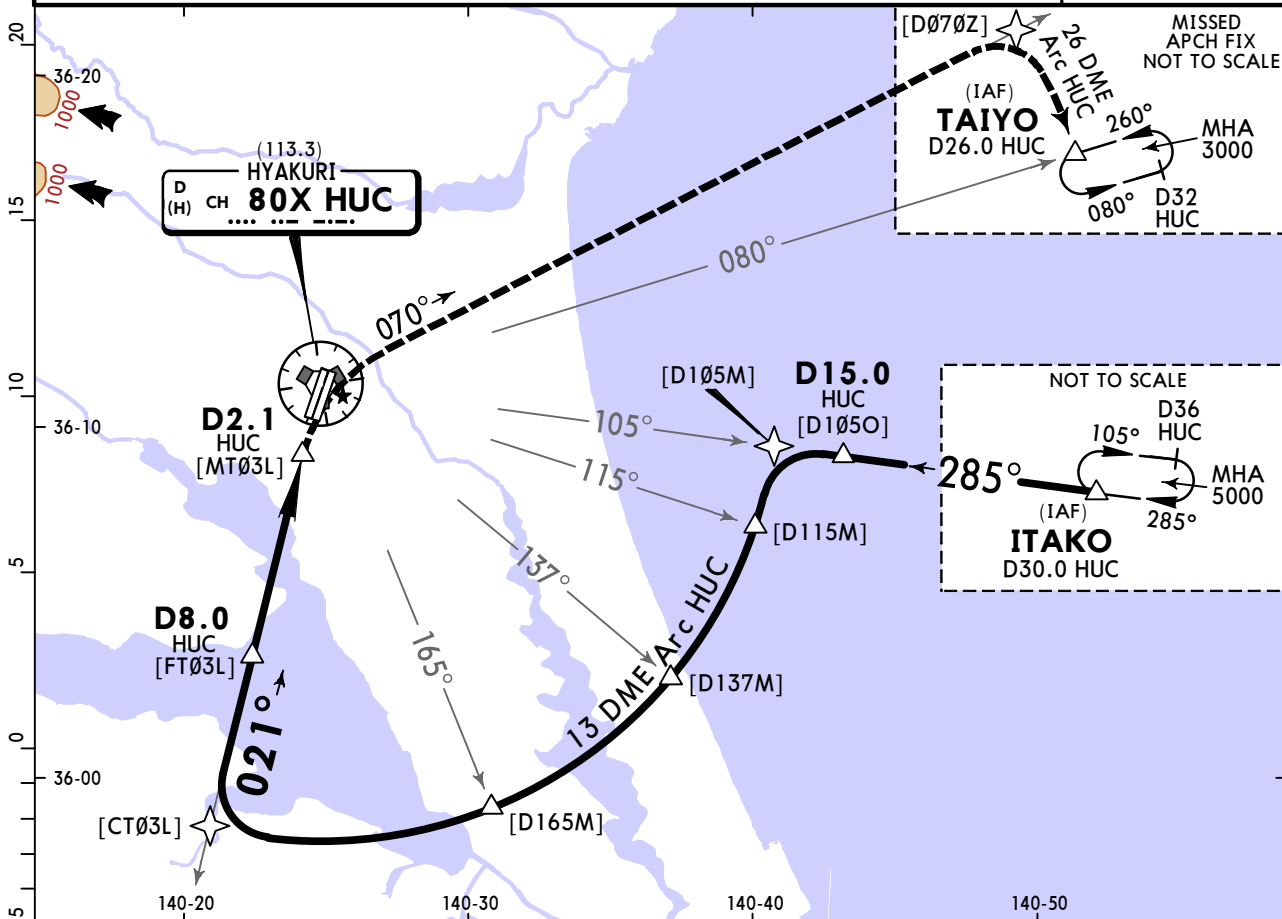 20
15
10
5
0
5
36-20
36-10
36-00
140-20
140-30
140-40
140-50
1000
1000
(113.3)
HYAKURI
D
(H)
CH 80X HUC
070°
080°
[DØ7ØZ]
26 DME
Arc HUC
MISSED
APCH FIX
NOT TO SCALE
(IAF)
TAIYO
D26.0 HUC
260°
080°
MHA
3000
D32
HUC
D2.1
HUC
[MTØ3L]
[D1Ø5M]
D15.0
HUC
[D1Ø5O]
105°
115°
137°
165°
285°
NOT TO SCALE
105°
D36
HUC
MHA
5000
285°
(IAF)
ITAKO
D30.0 HUC
[D115M]
[D137M]
13 DME Arc HUC
[D165M]
D8.0
HUC
[FTØ3L]
021°
[CTØ3L]